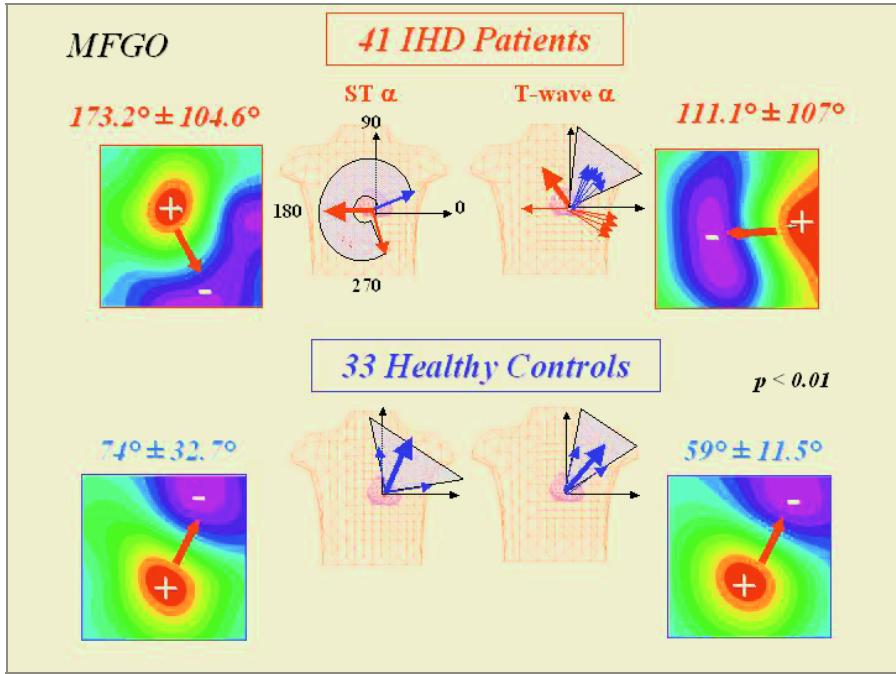 MFGO
41 IHD Patients
ST α
T-wave α
173.2° ± 104.6°
111.1° ± 107°
90
180
0
270
+
-
+
-
33 Healthy Controls
p < 0.01
74° ± 32.7°
59° ± 11.5°
-
+
-
+